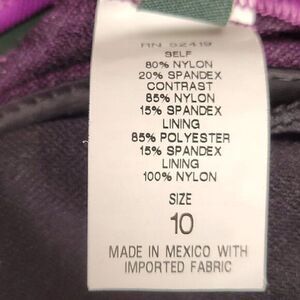 RN 52419
SELF
80% NYLON
20% SPANDEX
CONTRAST
85% NYLON
15% SPANDEX
LINING
85% POLYESTER
15% SPANDEX
LINING
100% NYLON
SIZE
10
MADE IN MEXICO WITH
IMPORTED FABRIC